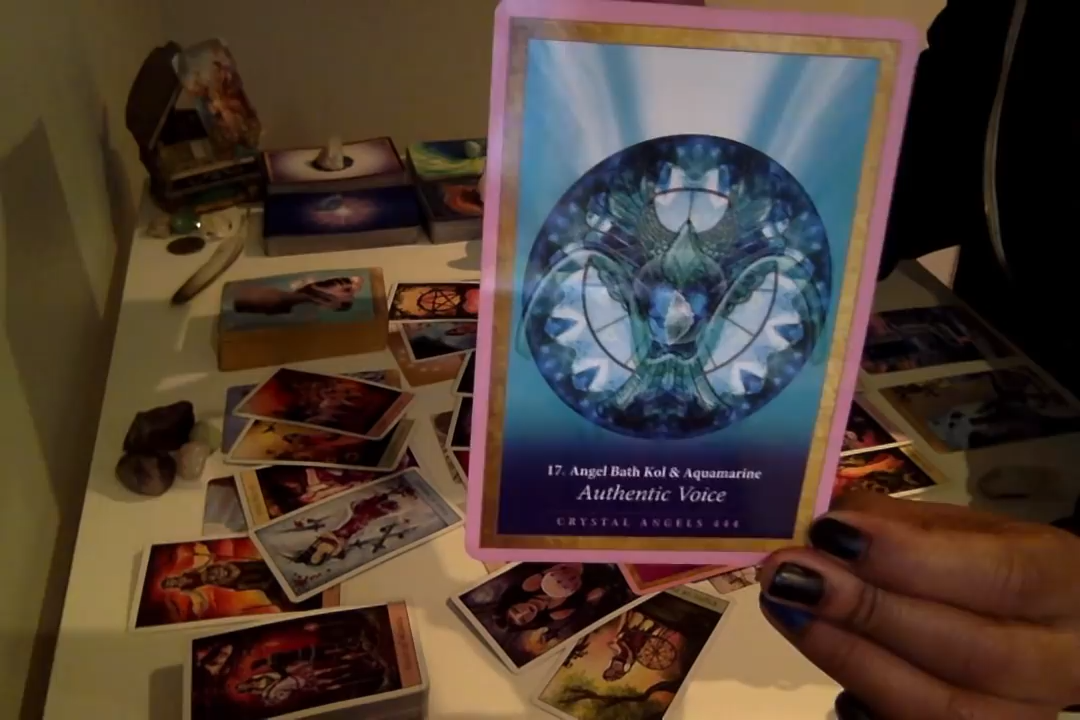 17. Angel Bath Kol & Aquamarine
Authentic Voice
CRYSTAL ANGELS 444